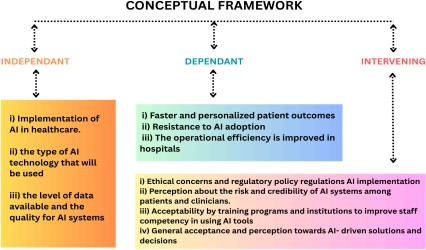 CONCEPTUAL FRAMEWORK
INDEPENDANT
DEPENDANT
INTERVENING
i) Implementation of
AI in healthcare.
ii) the type of AI
technology that will
be used
iii) the level of data
available and the
quality for AI systems
i) Faster and personalized patient outcomes
ii) Resistance to AI adoption
iii) The operational efficiency is improved in
hospitals
i) Ethical concerns and regulatory policy regulations AI implementation
ii) Perception about the risk and credibility of AI systems among
patients and clinicians.
iii) Acceptability by training programs and institutions to improve staff
competency in using AI tools
iv) General acceptance and perception towards AI- driven solutions and
decisions